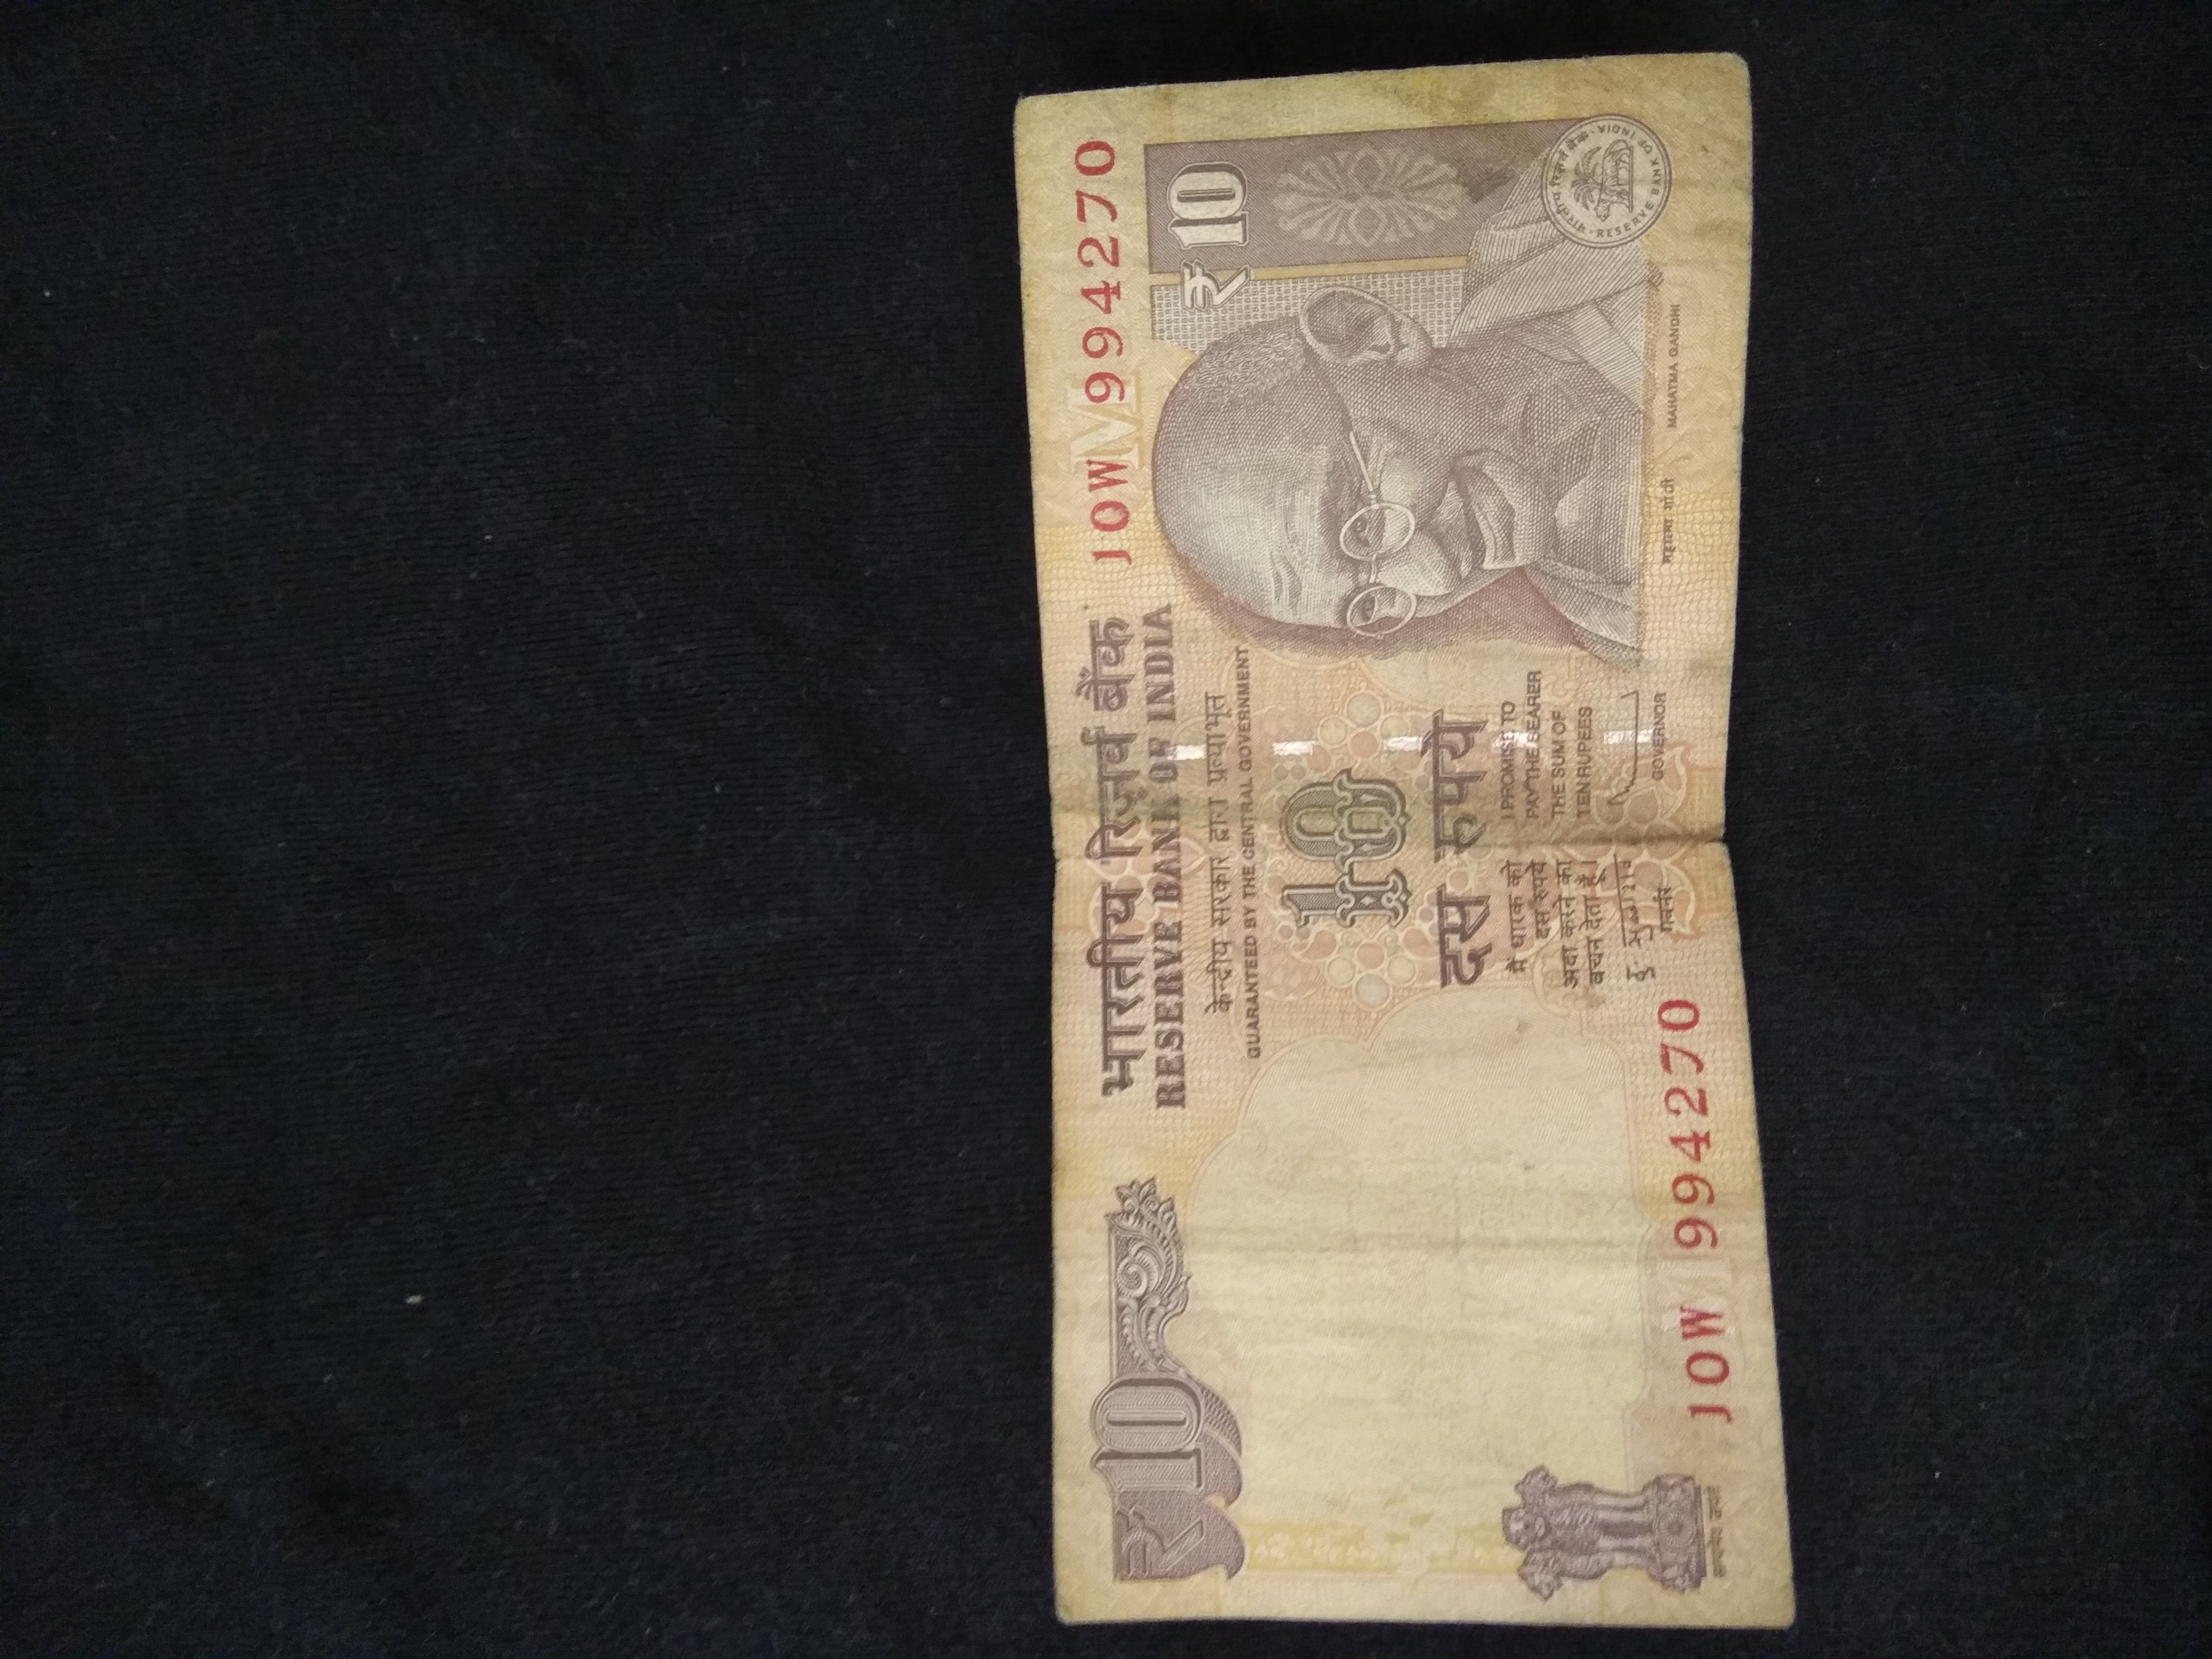 ₹10
भारतीय रिज़र्व बैंक
RESERVE BANK OF INDIA
10W 994270
केन्द्रीय सरकार द्वारा प्रत्याभूत
GUARANTEED BY THE CENTRAL GOVERNMENT
₹10
10
दस रुपये
मैं धारक को
दस रुपये
अदा करने का
वचन देता हूँ।
गवर्नर
I PROMISE TO
PAY THE BEARER
THE SUM OF
TEN RUPEES
GOVERNOR
महात्मा गांधी MAHATMA GANDHI
भारतीय रिज़र्व बैंक
RESERVE BANK OF INDIA
सत्यमेव जयते
10W 994270